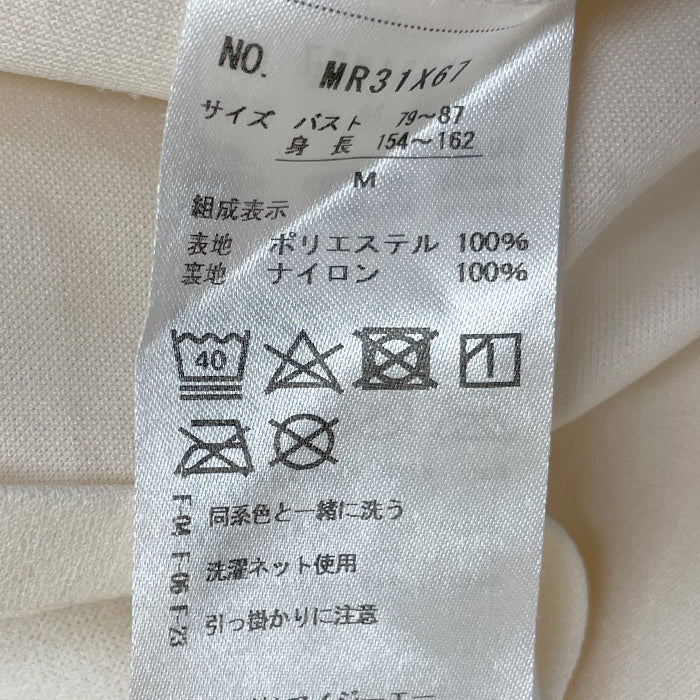 NO. MR31X67
サイズ バスト 79~87
身長 154~162
M
組成表示
表地 ポリエステル 100%
裏地 ナイロン 100%
40
F-04 同系色と一緒に洗う
F-06 洗濯ネット使用
F-23 引っ掛かりに注意